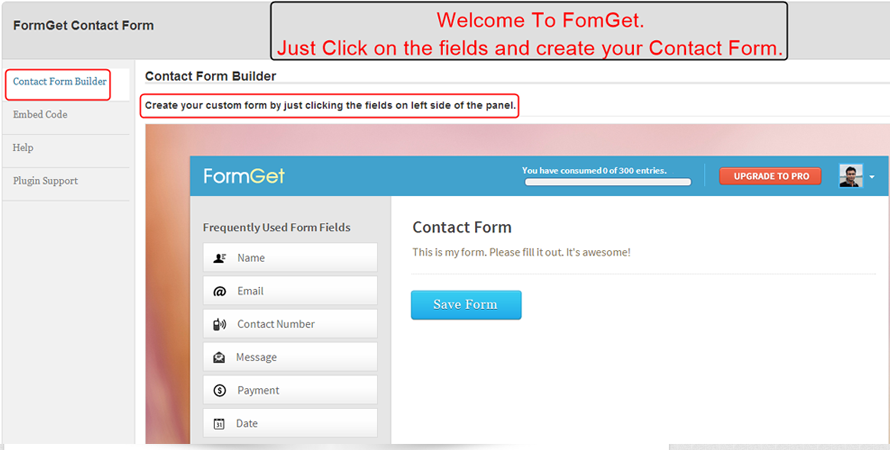 FormGet Contact Form
Welcome To FomGet.
Just Click on the fields and create your Contact Form.
Contact Form Builder
Embed Code
Help
Plugin Support
Contact Form Builder
Create your custom form by just clicking the fields on left side of the panel.
FormGet
You have consumed 0 of 300 entries.
UPGRADE TO PRO
Frequently Used Form Fields
Name
Email
Contact Number
Message
Payment
Date
Contact Form
This is my form. Please fill it out. It's awesome!
Save Form